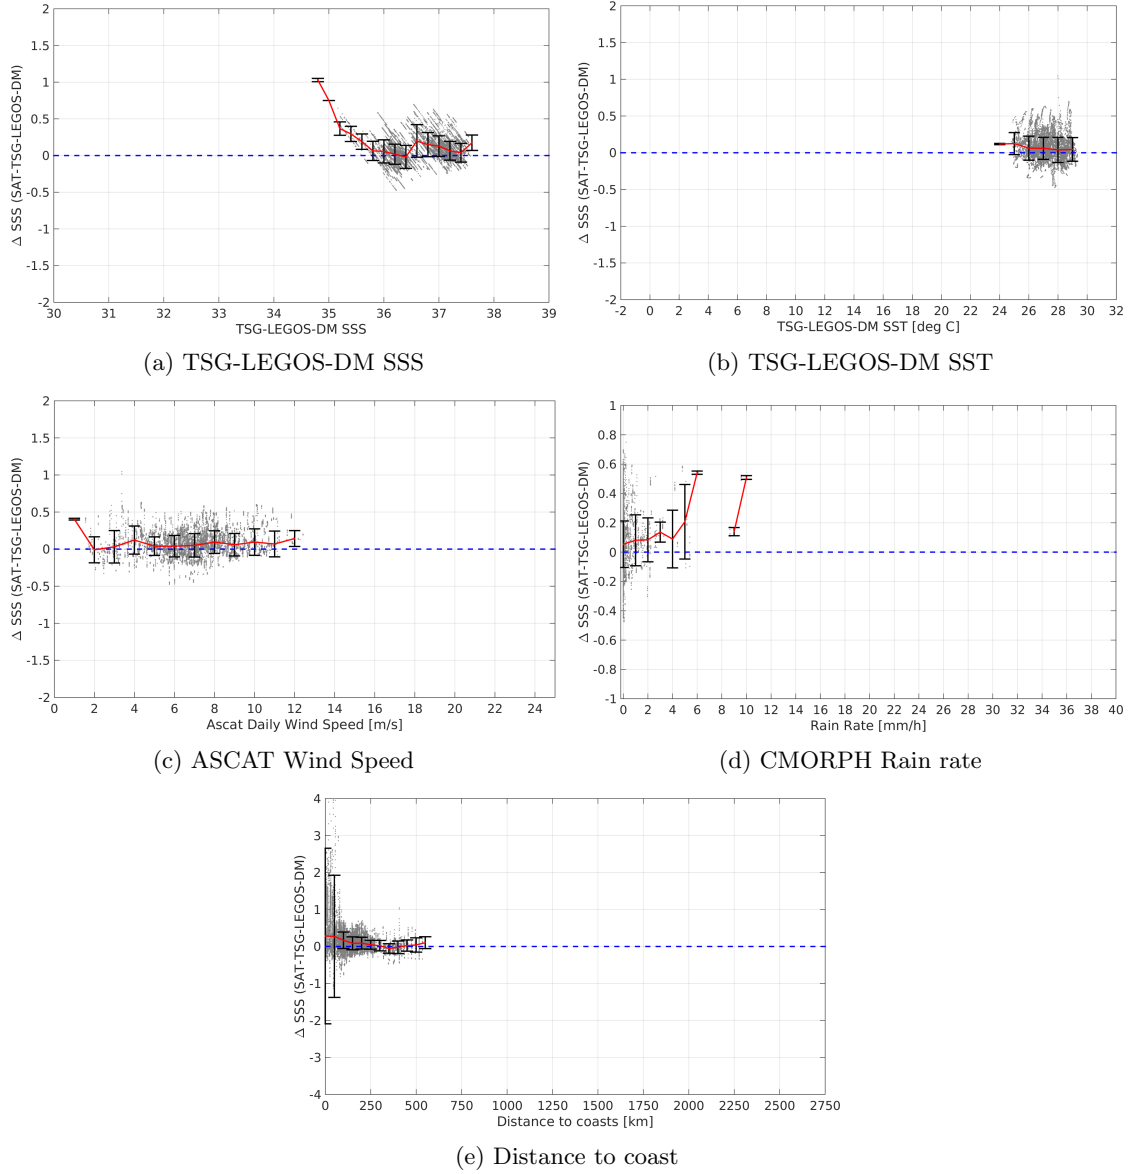 2
1.5
1
0.5
0
-0.5
-1
-1.5
-2
Δ SSS (SAT-TSG-LEGOS-DM)
30 31 32 33 34 35 36 37 38 39
TSG-LEGOS-DM SSS
(a) TSG-LEGOS-DM SSS
2
1.5
1
0.5
0
-0.5
-1
-1.5
-2
Δ SSS (SAT-TSG-LEGOS-DM)
-2 0 2 4 6 8 10 12 14 16 18 20 22 24 26 28 30 32
TSG-LEGOS-DM SST [deg C]
(b) TSG-LEGOS-DM SST
2
1.5
1
0.5
0
-0.5
-1
-1.5
-2
Δ SSS (SAT-TSG-LEGOS-DM)
0 2 4 6 8 10 12 14 16 18 20 22 24
Ascat Daily Wind Speed [m/s]
(c) ASCAT Wind Speed
1
0.8
0.6
0.4
0.2
0
-0.2
-0.4
-0.6
-0.8
-1
Δ SSS (SAT-TSG-LEGOS-DM)
0 2 4 6 8 10 12 14 16 18 20 22 24 26 28 30 32 34 36 38 40
Rain Rate [mm/h]
(d) CMORPH Rain rate
4
3
2
1
0
-1
-2
-3
-4
Δ SSS (SAT-TSG-LEGOS-DM)
0 250 500 750 1000 1250 1500 1750 2000 2250 2500 2750
Distance to coasts [km]
(e) Distance to coast